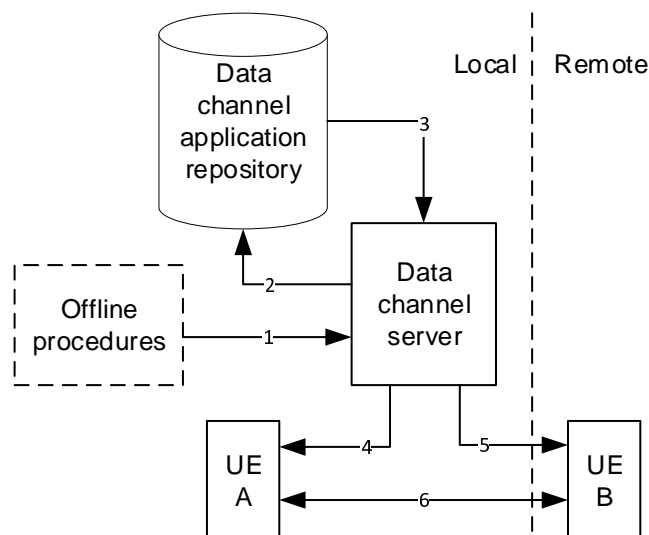 Data
channel
application
repository
Local
Remote
3
2
Data
channel
server
Offline
procedures
1
4
5
UE
A
UE
B
6